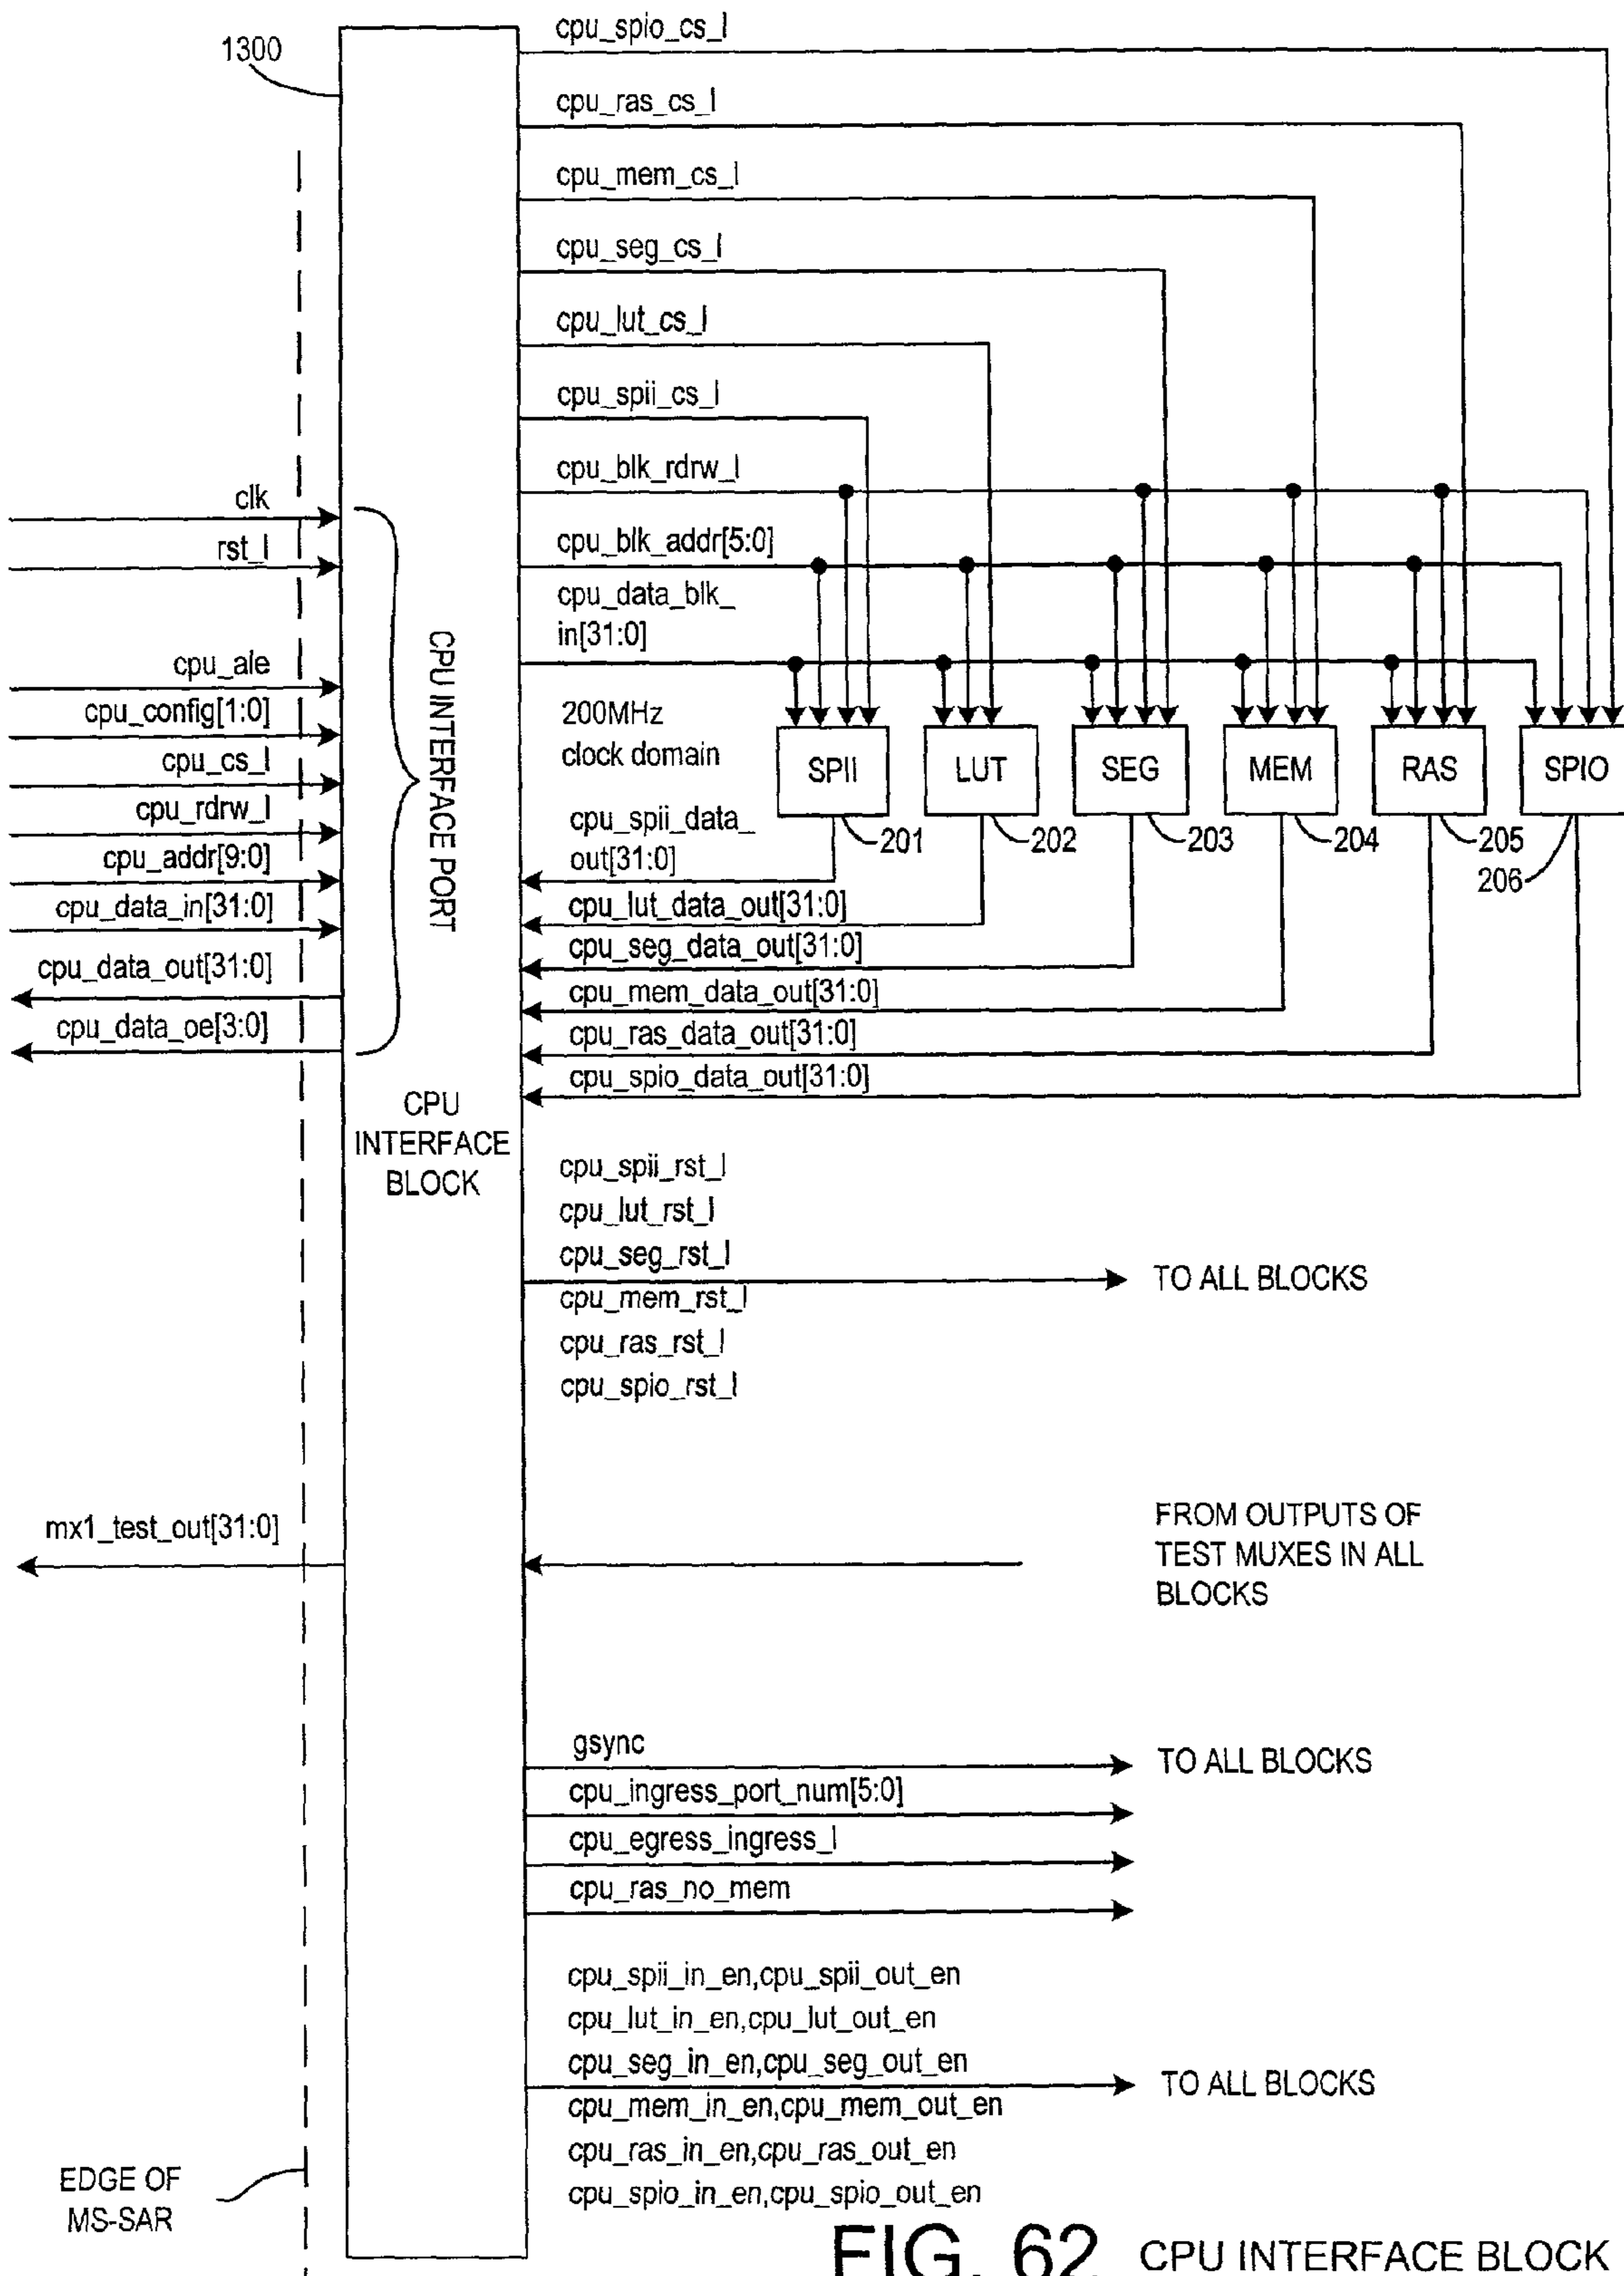 1300
cpu_spio_cs_l
cpu_ras_cs_l
cpu_mem_cs_l
cpu_seg_cs_l
cpu_lut_cs_l
cpu_spii_cs_l
cpu_blk_rdrw_l
cpu_blk_addr[5:0]
cpu_data_blk_
in[31:0]
200MHz
clock domain
clk
rst_l
cpu_ale
cpu_config[1:0]
cpu_cs_l
cpu_rdrw_l
cpu_addr[9:0]
cpu_data_in[31:0]
cpu_data_out[31:0]
cpu_data_oe[3:0]
CPU INTERFACE PORT
SPII
LUT
SEG
MEM
RAS
SPIO
201
202
203
204
205
206
cpu_spii_data_
out[31:0]
cpu_lut_data_out[31:0]
cpu_seg_data_out[31:0]
cpu_mem_data_out[31:0]
cpu_ras_data_out[31:0]
cpu_spio_data_out[31:0]
CPU
INTERFACE
BLOCK
cpu_spii_rst_l
cpu_lut_rst_l
cpu_seg_rst_l
cpu_mem_rst_l
cpu_ras_rst_l
cpu_spio_rst_l
TO ALL BLOCKS
mx1_test_out[31:0]
FROM OUTPUTS OF
TEST MUXES IN ALL
BLOCKS
gsync
TO ALL BLOCKS
cpu_ingress_port_num[5:0]
cpu_egress_ingress_l
cpu_ras_no_mem
cpu_spii_in_en,cpu_spii_out_en
cpu_lut_in_en,cpu_lut_out_en
cpu_seg_in_en,cpu_seg_out_en
cpu_mem_in_en,cpu_mem_out_en
cpu_ras_in_en,cpu_ras_out_en
cpu_spio_in_en,cpu_spio_out_en
TO ALL BLOCKS
EDGE OF
MS-SAR
FIG. 62 CPU INTERFACE BLOCK